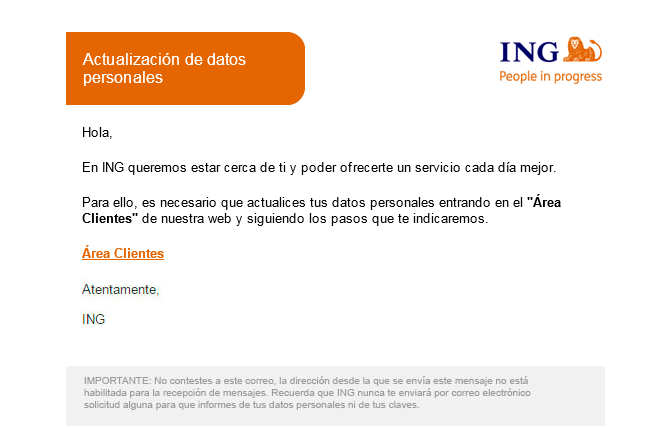 Actualización de datos
personales
ING
People in progress
Hola,
En ING queremos estar cerca de ti y poder ofrecerte un servicio cada día mejor.
Para ello, es necesario que actualices tus datos personales entrando en el "Área
Clientes" de nuestra web y siguiendo los pasos que te indicaremos.
Área Clientes
Atentamente,
ING
IMPORTANTE: No contestes a este correo, la dirección desde la que se envía este mensaje no está
habilitada para la recepción de mensajes. Recuerda que ING nunca te enviará por correo electrónico
solicitud alguna para que informes de tus datos personales ni de tus claves.